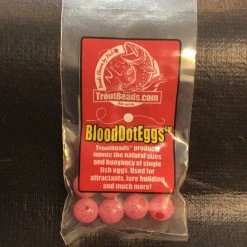 TroutBeads.com
BloodDotEggs™
Troutbeads® products
mimic the natural sizes
and buoyancy of single
fish eggs. Used for
attractants, lure building
and much more!